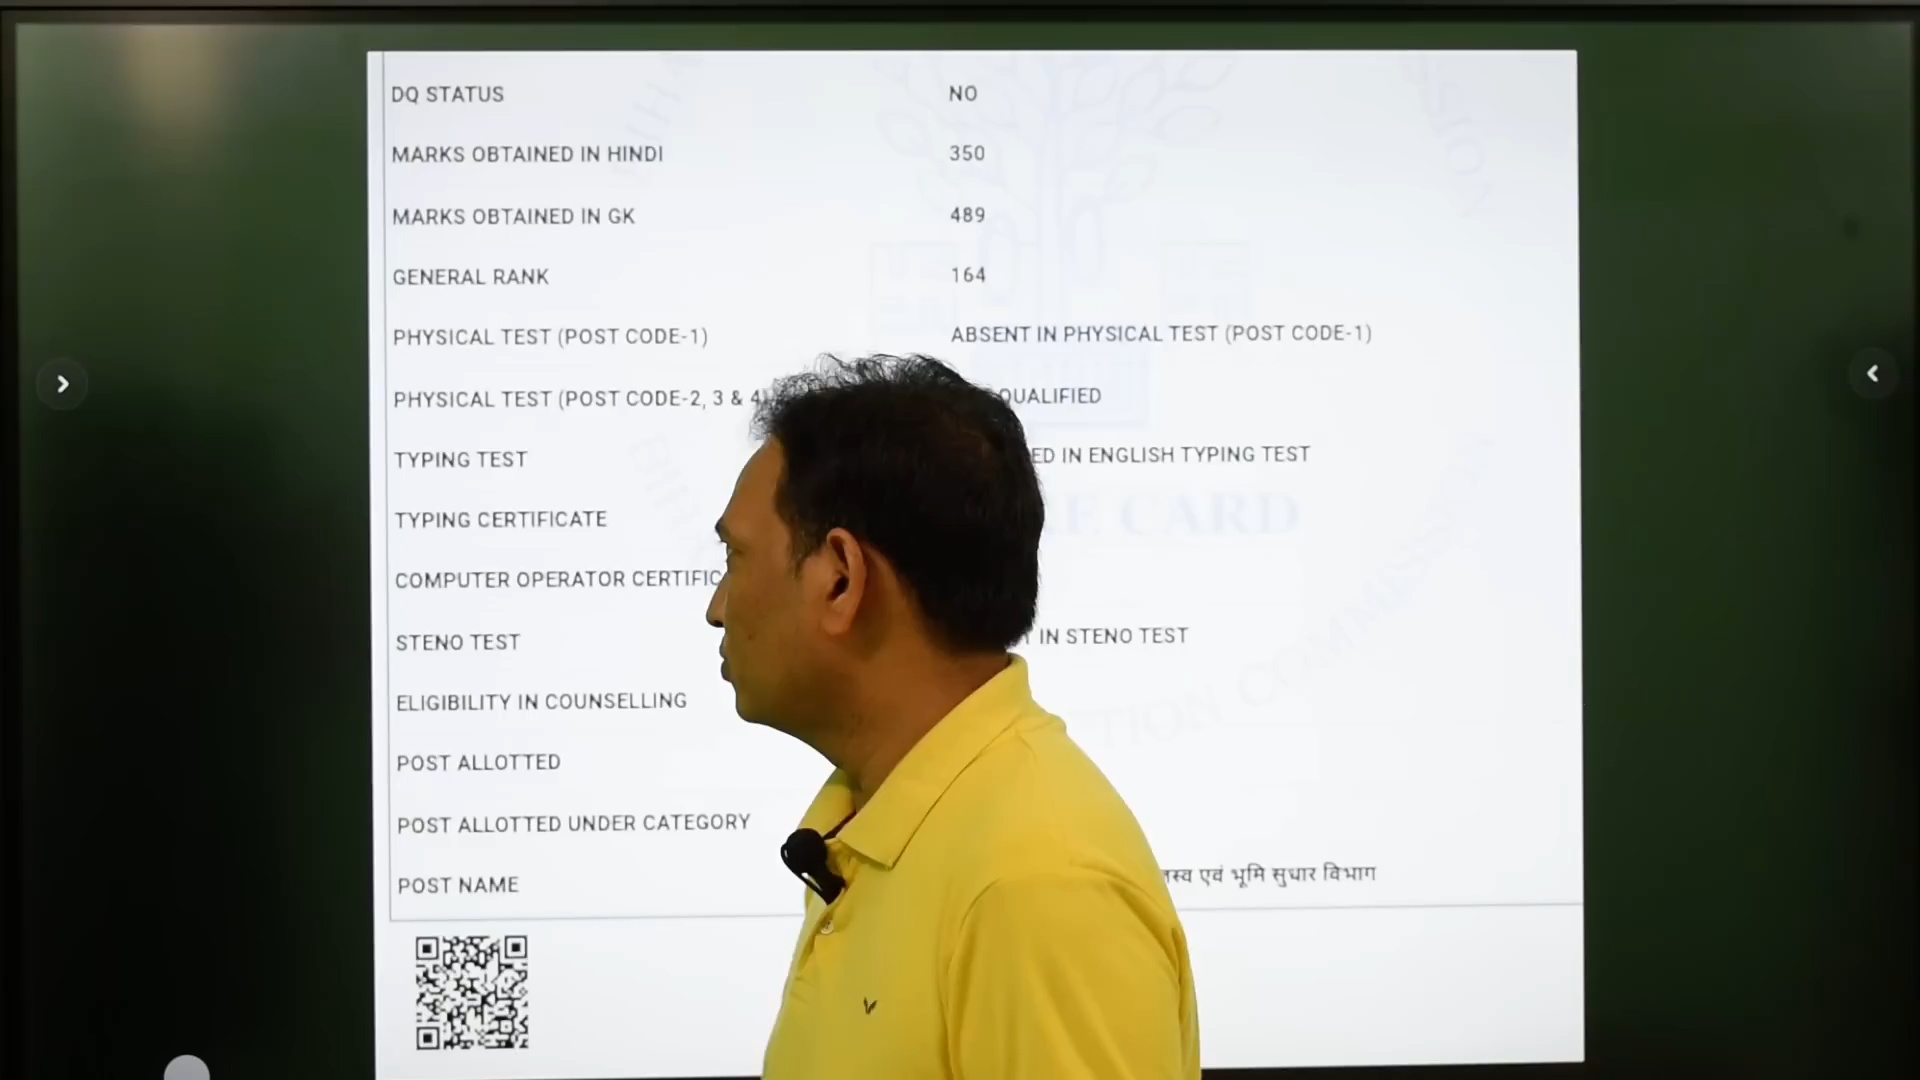 DQ STATUS NO
MARKS OBTAINED IN HINDI 350
MARKS OBTAINED IN GK 489
GENERAL RANK 164
PHYSICAL TEST (POST CODE-1) ABSENT IN PHYSICAL TEST (POST CODE-1)
PHYSICAL TEST (POST CODE-2, 3 & 4) QUALIFIED
TYPING TEST IN ENGLISH TYPING TEST
TYPING CERTIFICATE
CARD
COMPUTER OPERATOR
STENO TEST IN STENO TEST
ELIGIBILITY IN COUNSELLING
POST ALLOTTED
POST ALLOTTED UNDER CATEGORY
POST NAME एवं भूमि सुधार विभाग